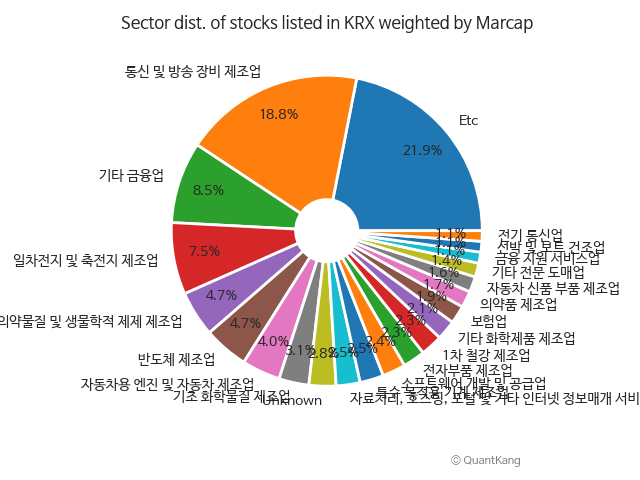 Sector dist. of stocks listed in KRX weighted by Marcap
Etc
21.9%
통신 및 방송 장비 제조업
18.8%
기타 금융업
8.5%
일차전지 및 축전지 제조업
7.5%
의약물질 및 생물학적 제제 제조업
4.7%
반도체 제조업
4.7%
자동차용 엔진 및 자동차 제조업
4.0%
기초 화학물질 제조업
3.1%
Unknown
2.8%
자료처리, 호스팅, 포털 및 기타 인터넷 정보매개 서비
2.5%
특수 목적용 기계 제조업
2.5%
소프트웨어 개발 및 공급업
2.4%
전자부품 제조업
2.3%
1차 철강 제조업
2.3%
기타 화학제품 제조업
2.1%
보험업
1.9%
의약품 제조업
1.7%
자동차 신품 부품 제조업
1.6%
기타 전문 도매업
1.4%
금융 지원 서비스업
1.1%
선박 및 보트 건조업
전기 통신업
1.1%
© QuantKang